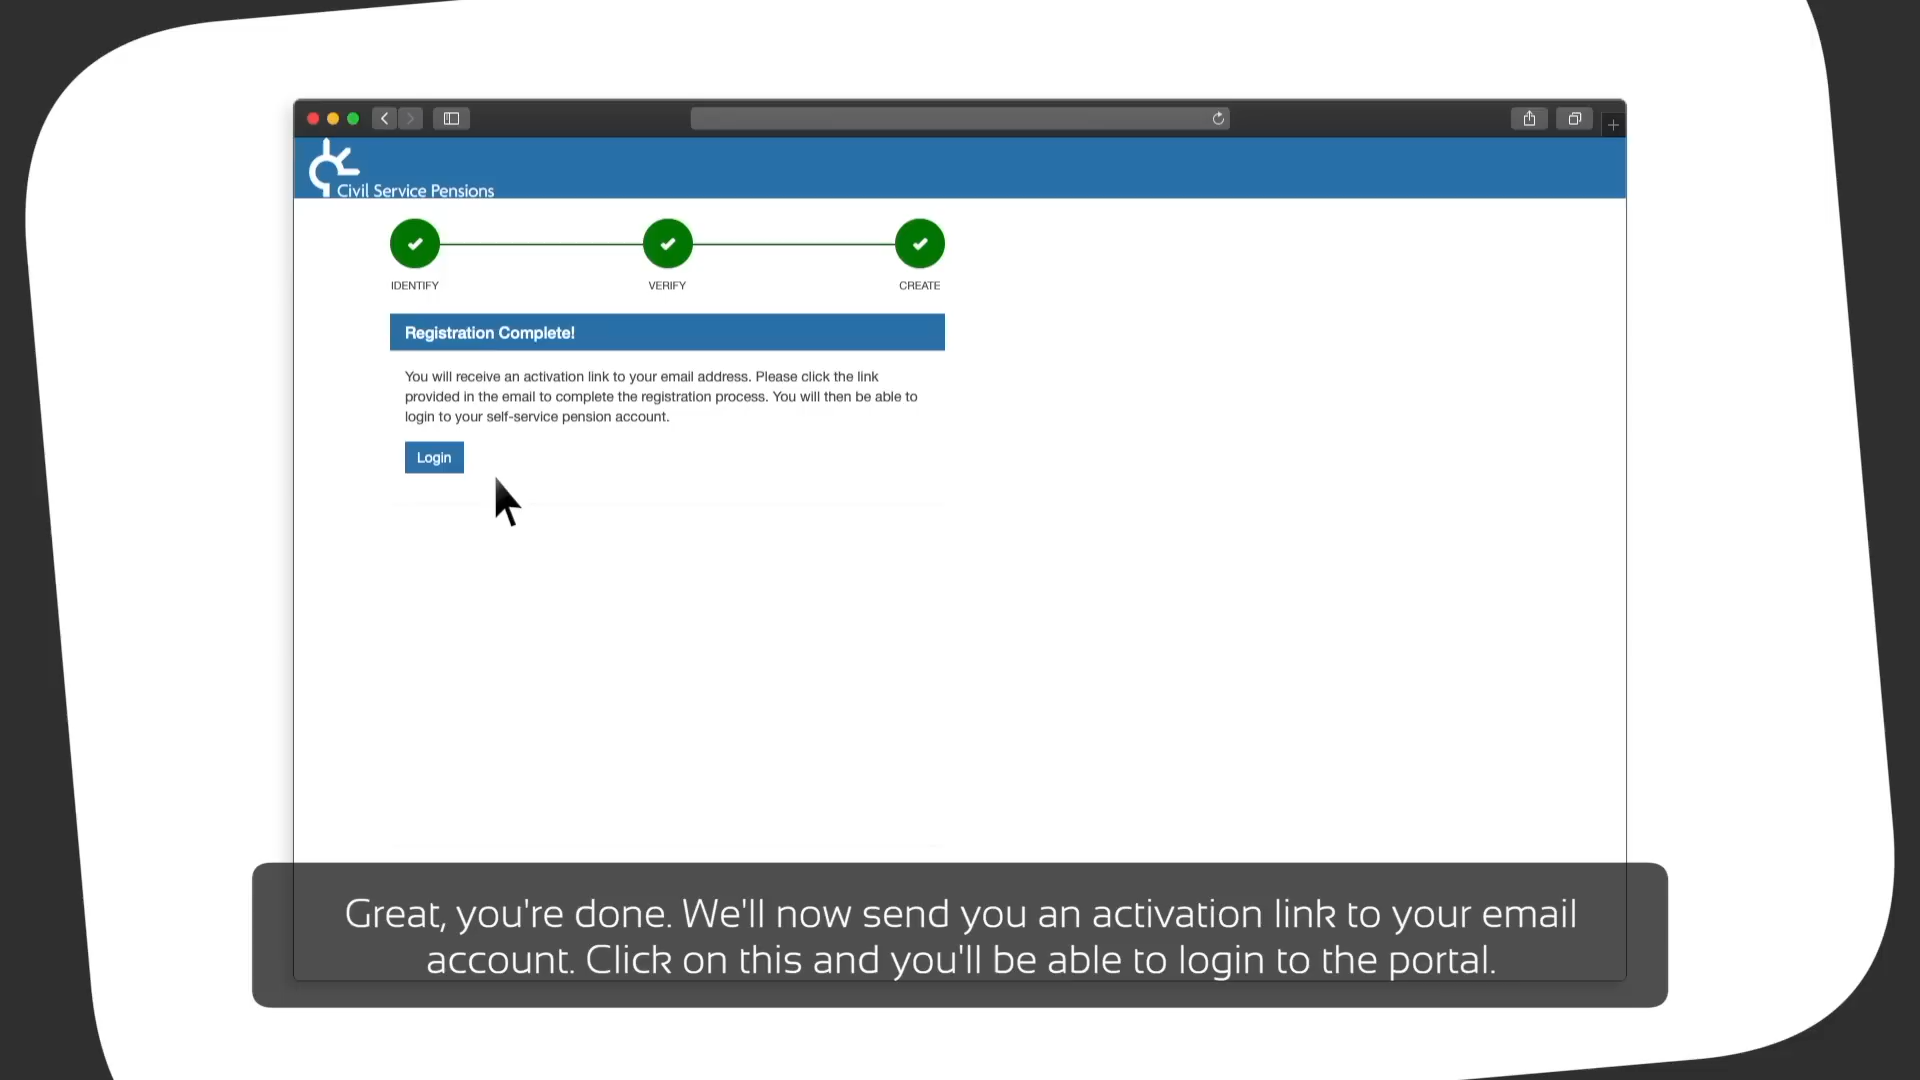 Civil Service Pensions
IDENTIFY
VERIFY
CREATE
Registration Complete!
You will receive an activation link to your email address. Please click the link
provided in the email to complete the registration process. You will then be able to
login to your self-service pension account.
Login
Great, you're done. We'll now send you an activation link to your email
account. Click on this and you'll be able to login to the portal.